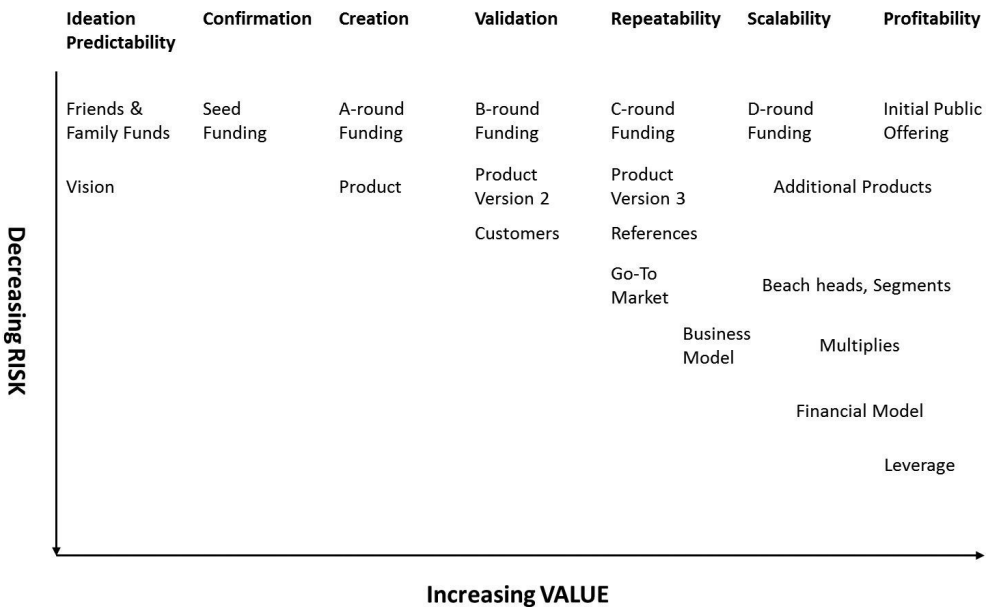 Ideation
Predictability
Confirmation
Creation
Validation
Repeatability
Scalability
Profitability
Friends &
Family Funds
Seed
Funding
A-round
Funding
B-round
Funding
C-round
Funding
D-round
Funding
Initial Public
Offering
Vision
Product
Product
Version 2
Product
Version 3
Additional Products
Customers
References
Go-To
Market
Beach heads, Segments
Business
Model
Multiplies
Financial Model
Leverage
Decreasing RISK
Increasing VALUE